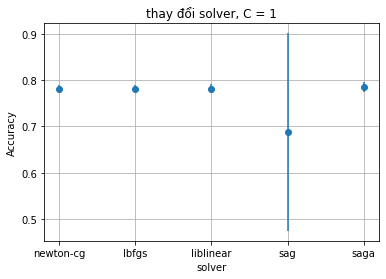 thay đổi solver, C = 1
0.9
0.8
0.7
0.6
0.5
Accuracy
newton-cg lbfgs liblinear sag saga
solver